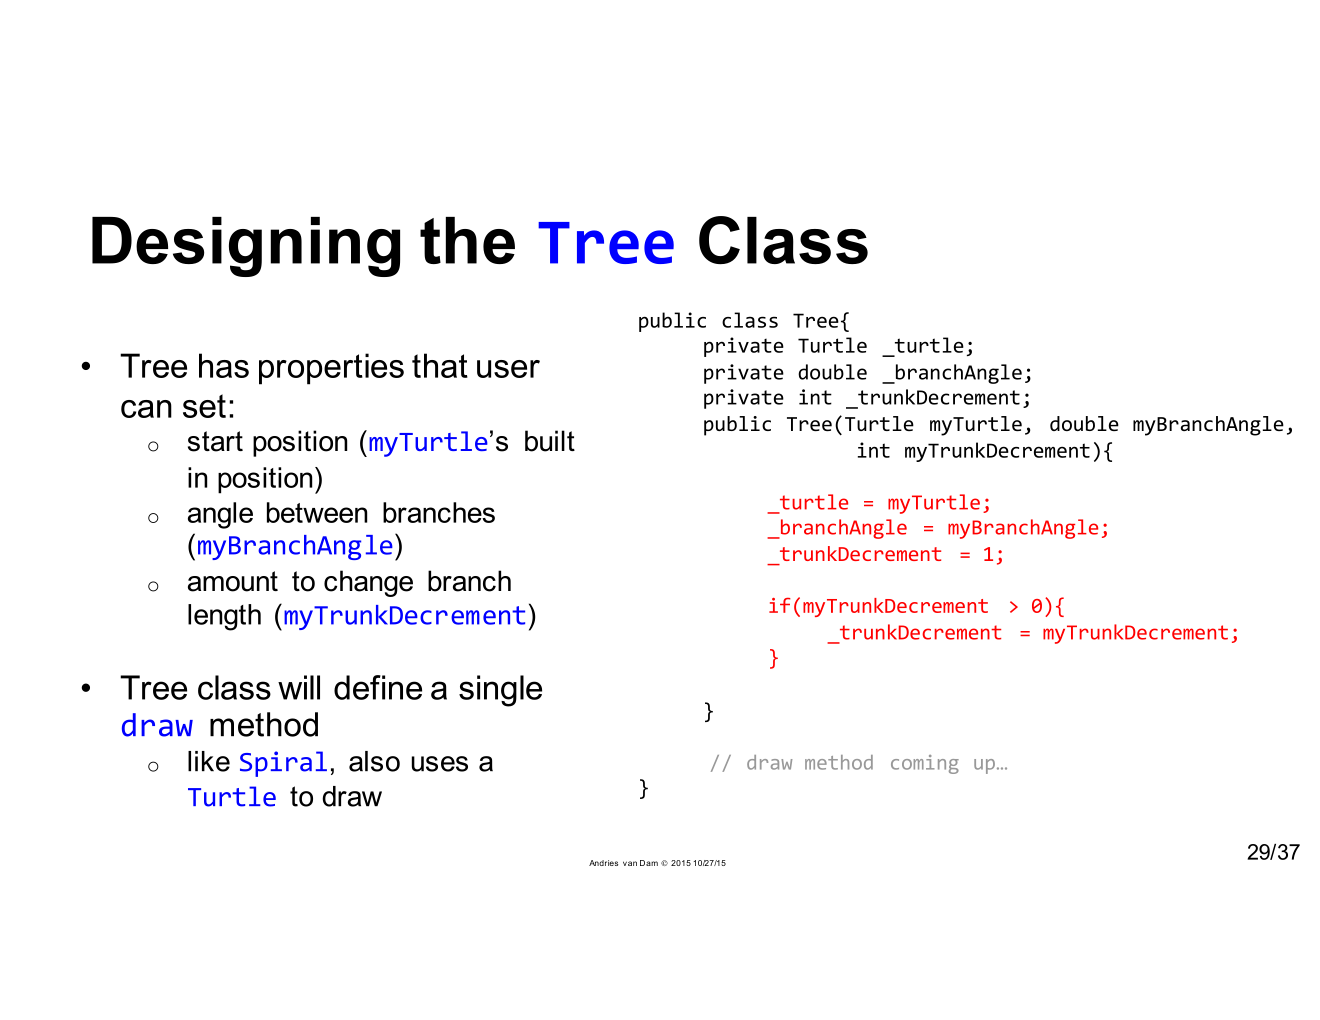 Designing the Tree Class
• Tree has properties that user
can set:
o start position (myTurtle’s built
in position)
o angle between branches
(myBranchAngle)
o amount to change branch
length (myTrunkDecrement)
• Tree class will define a single
draw method
o like Spiral, also uses a
Turtle to draw
public class Tree{
private Turtle _turtle;
private double _branchAngle;
private int _trunkDecrement;
public Tree(Turtle myTurtle, double myBranchAngle,
int myTrunkDecrement){
_turtle = myTurtle;
_branchAngle = myBranchAngle;
_trunkDecrement = 1;
if(myTrunkDecrement > 0){
_trunkDecrement = myTrunkDecrement;
}
}
// draw method coming up…
}
Andries van Dam © 2015 10/27/15
29/37